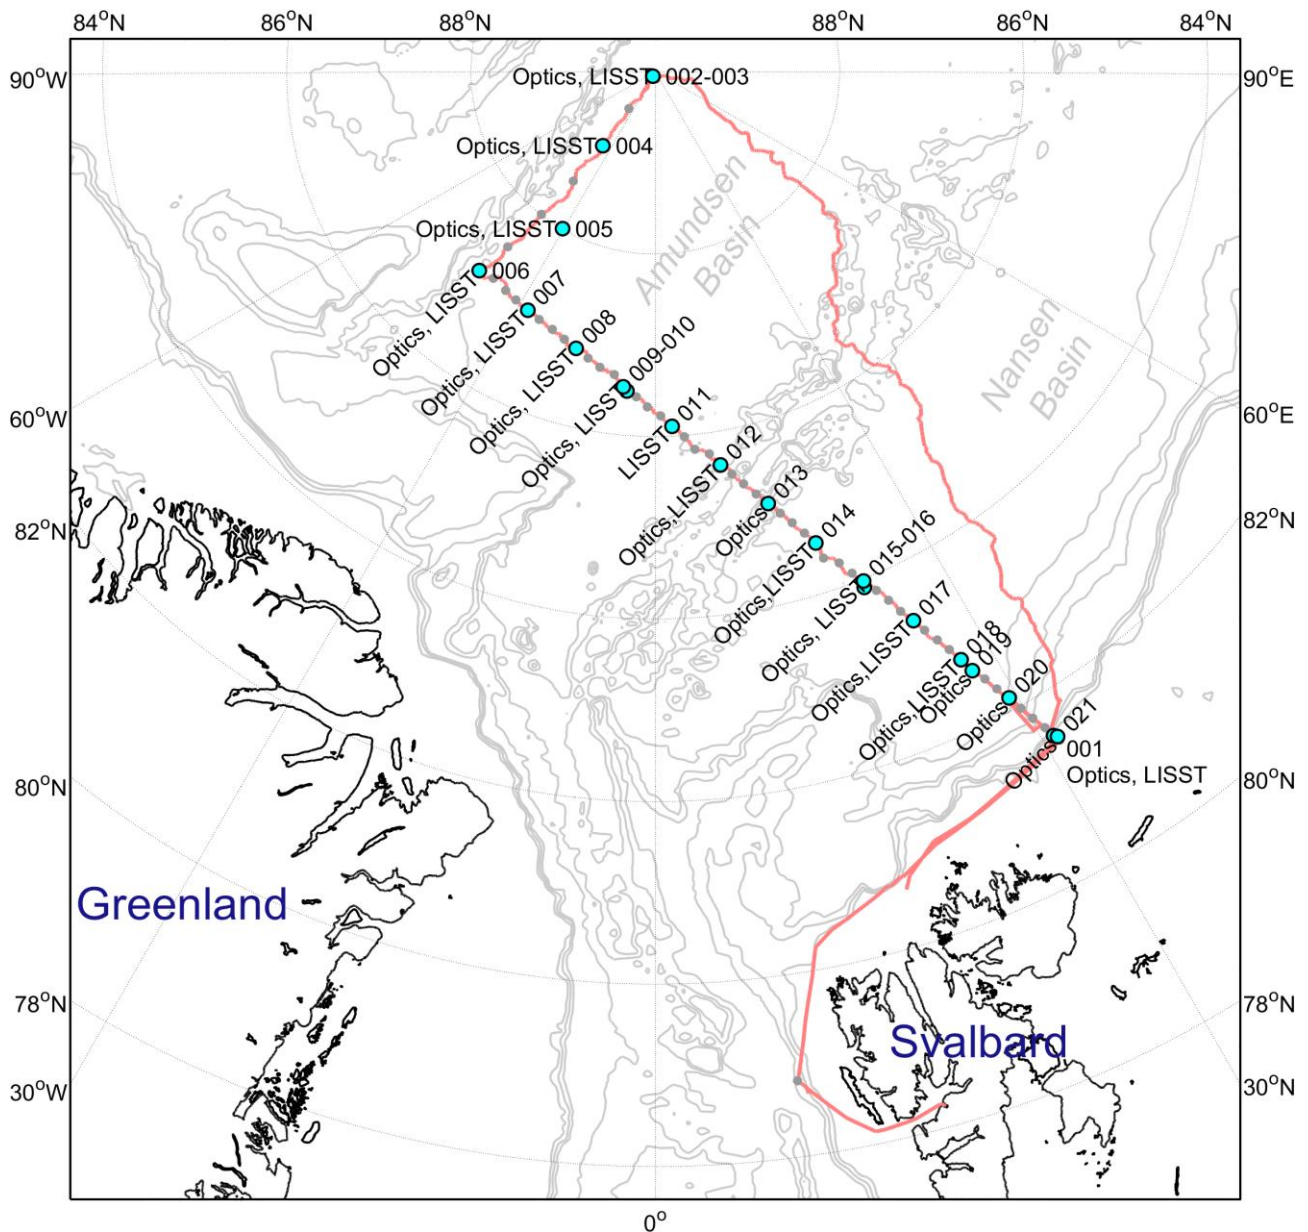 84°N 86°N 88°N 88°N 86°N 84°N
90°W
90°E
Optics, LISST 002-003
Optics, LISST 004
Amundsen
Basin
Optics, LISST 005
Optics, LISST 006
Optics, LISST 007
Optics, LISST 008
Optics, LISST 009-010
Nansen
Basin
60°W
60°E
LISST 011
Optics,LISST 012
Optics 013
82°N
82°N
Optics,LISST 014
Optics, LISST 015-016
Optics,LISST 017
Optics,LISST 018
Optics 019
Optics 020
Optics 021
001
Optics, LISST
80°N
80°N
Greenland
78°N
78°N
Svalbard
30°W
30°N
0°